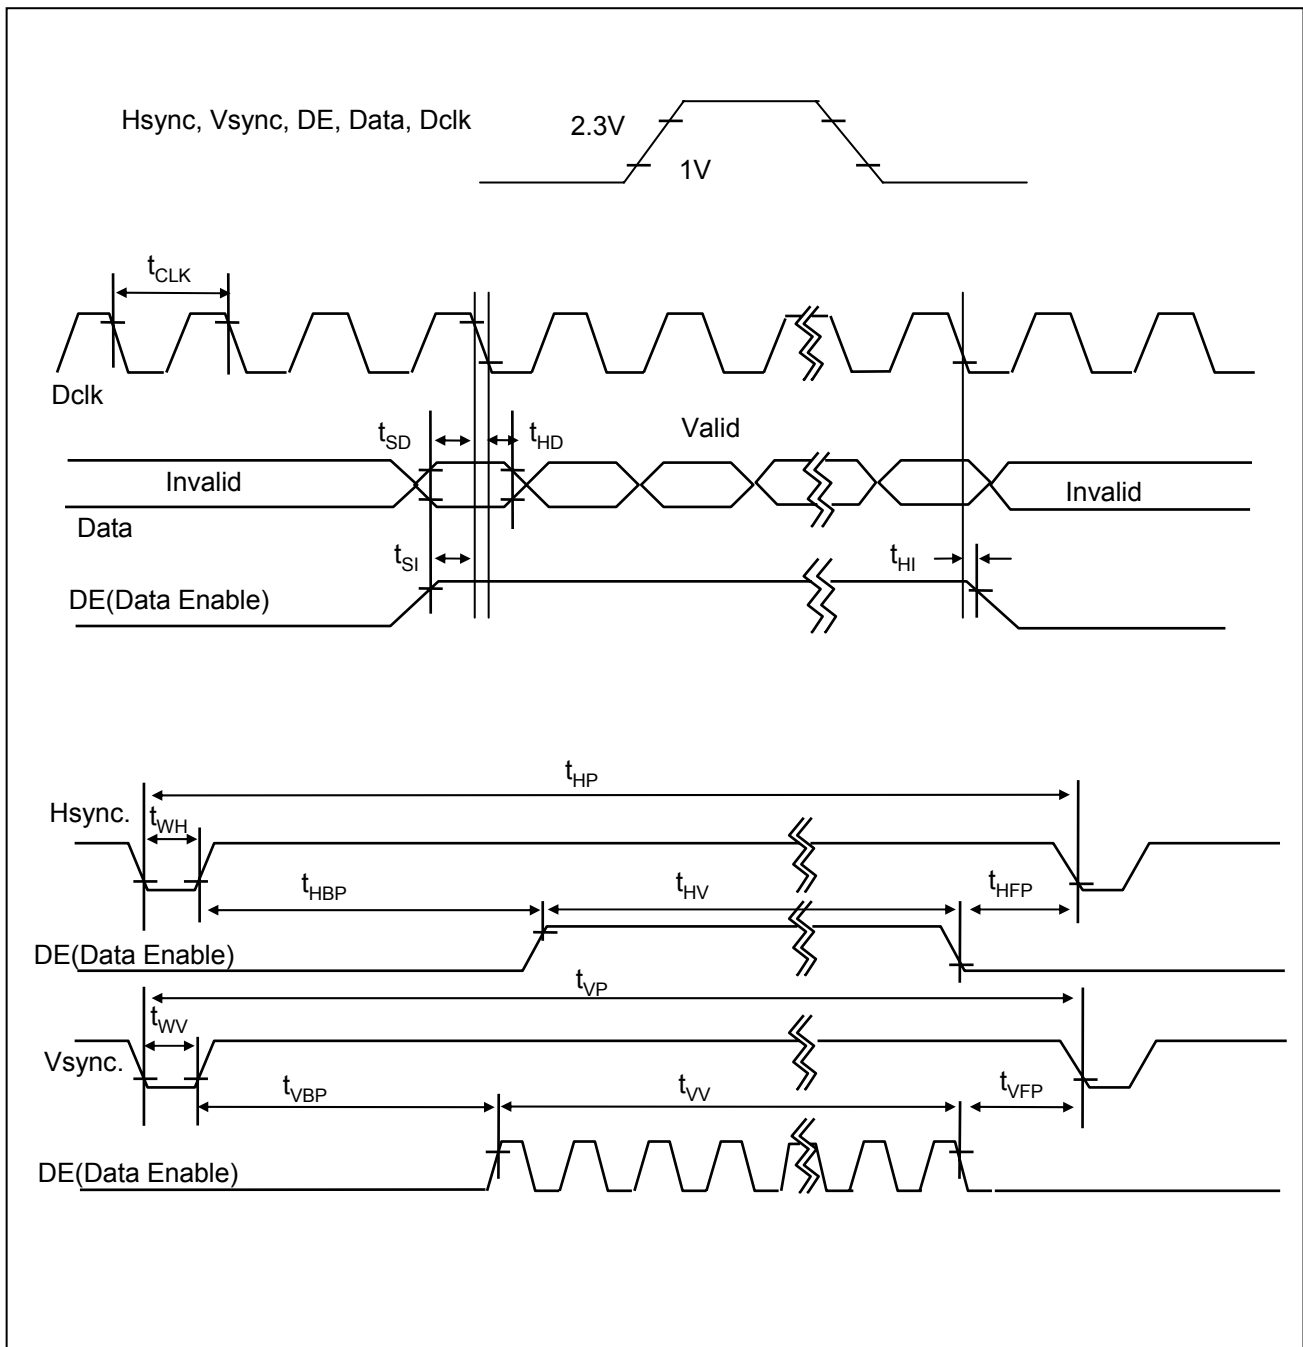 Hsync, Vsync, DE, Data, Dclk
2.3V
1V
tCLK
Dclk
tSD
tHD
Valid
Invalid
Invalid
Data
tSI
tHI
DE(Data Enable)
tHP
Hsync.
tWH
tHBP
tHV
tHFP
DE(Data Enable)
tVP
tWV
Vsync.
tVBP
tVV
tVFP
DE(Data Enable)